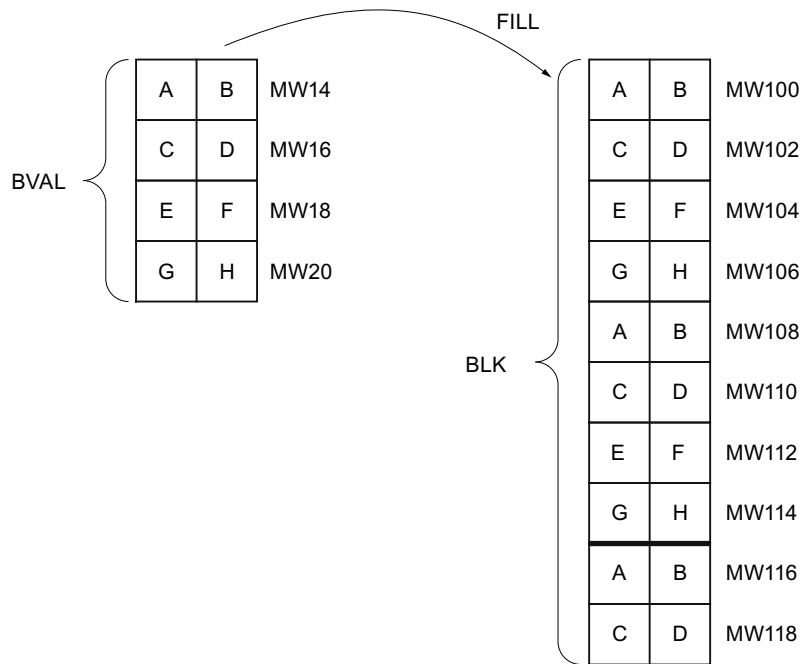 FILL
A B MW14
C D MW16
BVAL
E F MW18
G H MW20
A B MW100
C D MW102
E F MW104
G H MW106
A B MW108
BLK
C D MW110
E F MW112
G H MW114
A B MW116
C D MW118